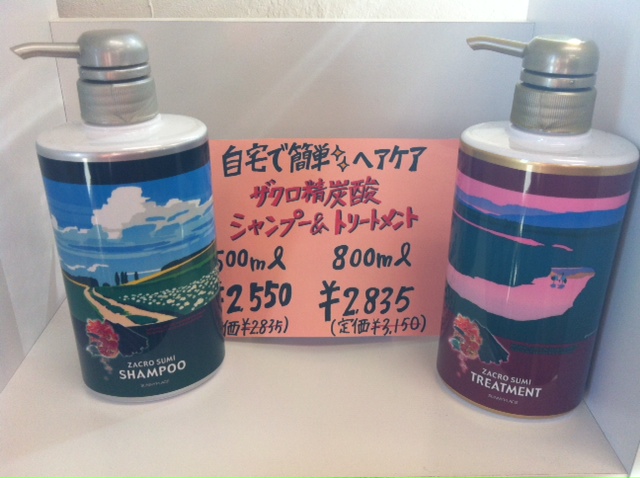 自宅で簡単 ヘアケア
ザクロ精炭酸
シャンプー& トリートメント
500ml 800ml
¥2,550 ¥2,835
価¥2,835) (定価¥3,150)
ZACRO SUMI
SHAMPOO
ZACRO SUMI
TREATMENT